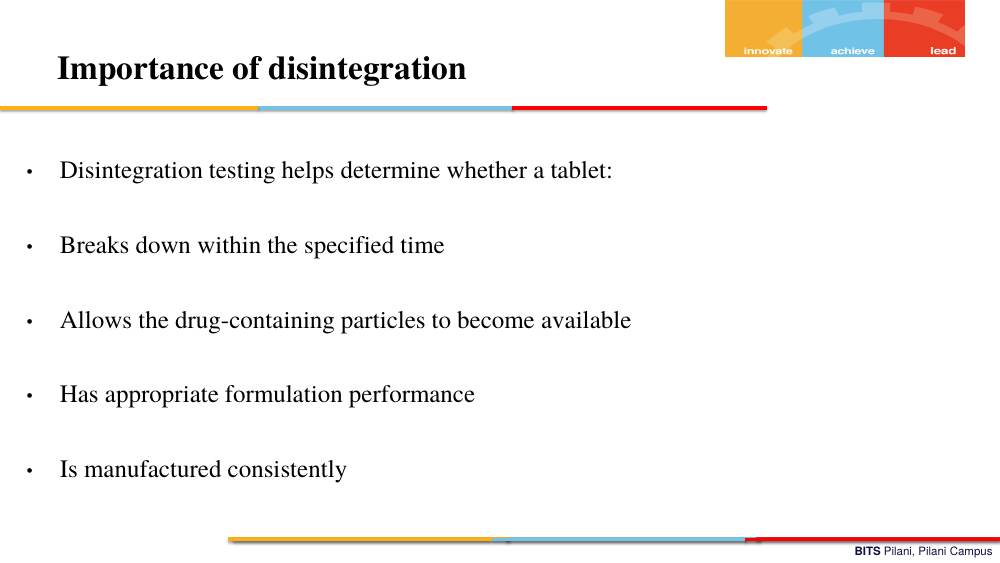 innovate achieve lead
Importance of disintegration
• Disintegration testing helps determine whether a tablet:
• Breaks down within the specified time
• Allows the drug-containing particles to become available
• Has appropriate formulation performance
• Is manufactured consistently
BITS Pilani, Pilani Campus